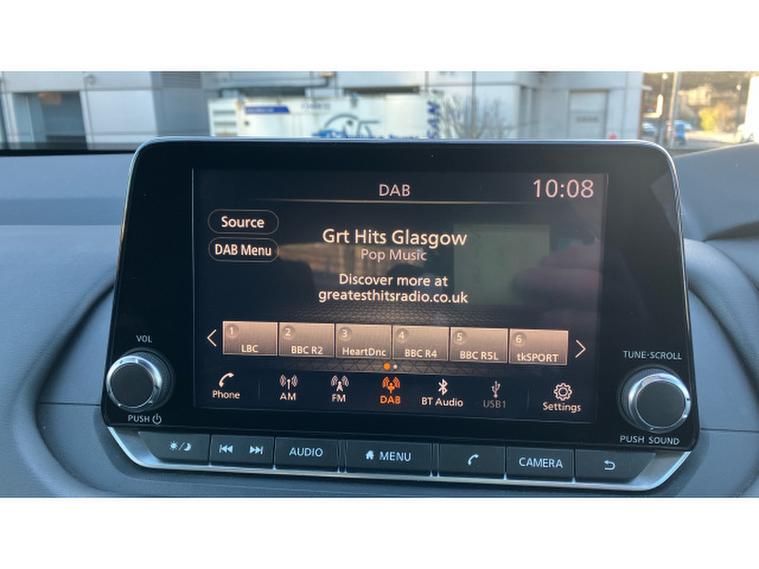 DAB
10:08
Source
DAB Menu
Grt Hits Glasgow
Pop Music
Discover more at
greatesthitsradio.co.uk
1 LBC
2 BBC R2
3 HeartDnc
4 BBC R4
5 BBC R5L
6 tkSPORT
Phone
AM
FM
DAB
BT Audio
USB1
Settings
VOL
PUSH
TUNE·SCROLL
PUSH SOUND
AUDIO
MENU
CAMERA